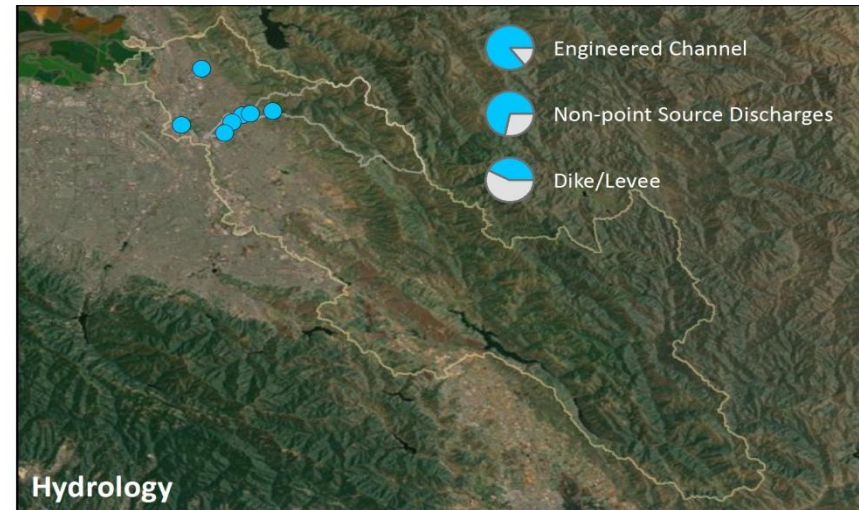 Engineered Channel
Non-point Source Discharges
Dike/Levee
Hydrology